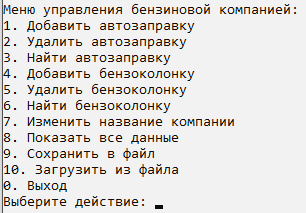 Меню управления бензиновой компанией:
1. Добавить автозаправку
2. Удалить автозаправку
3. Найти автозаправку
4. Добавить бензоколонку
5. Удалить бензоколонку
6. Найти бензоколонку
7. Изменить название компании
8. Показать все данные
9. Сохранить в файл
10. Загрузить из файла
0. Выход
Выберите действие: